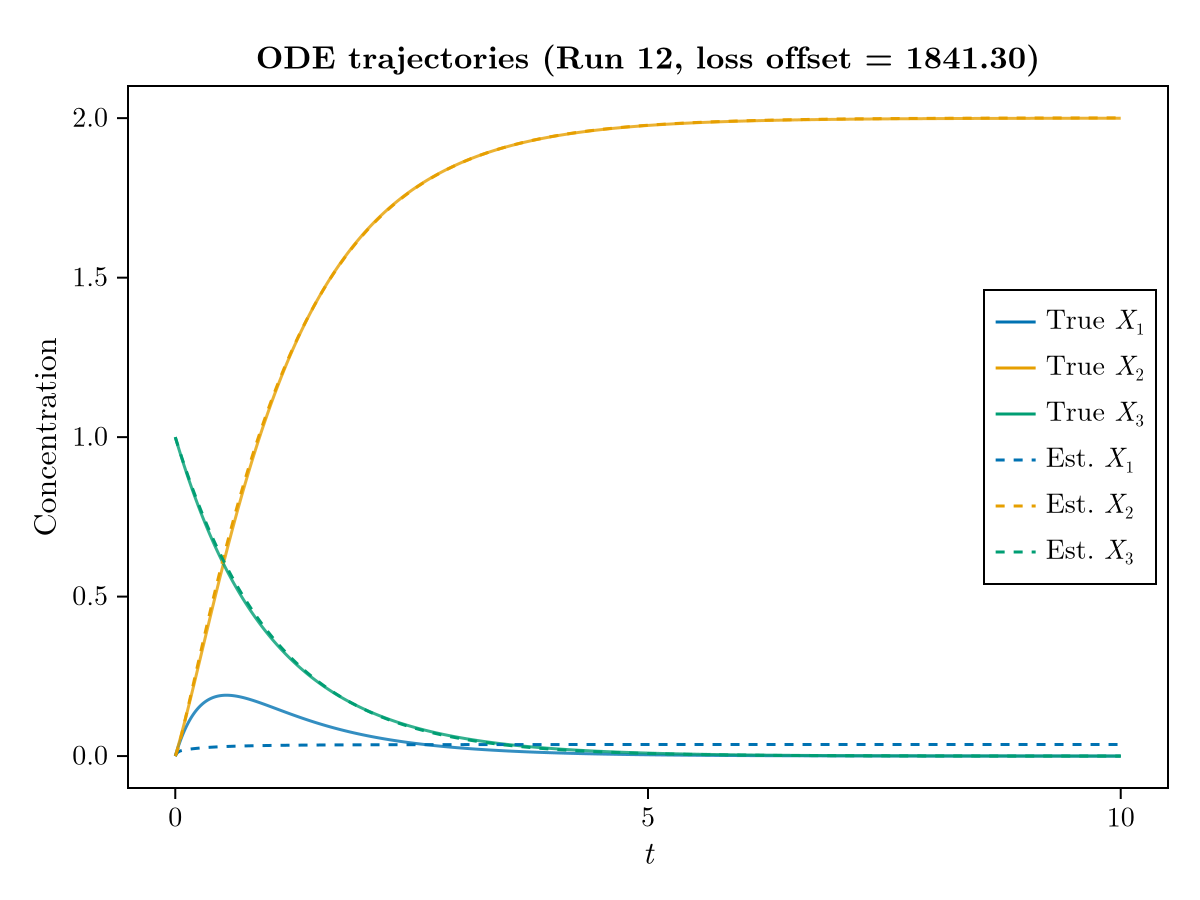 ODE trajectories (Run 12, loss offset = 1841.30)
Concentration
2.0
1.5
1.0
0.5
0.0
0
5
10
t
True X₁
True X₂
True X₃
Est. X₁
Est. X₂
Est. X₃